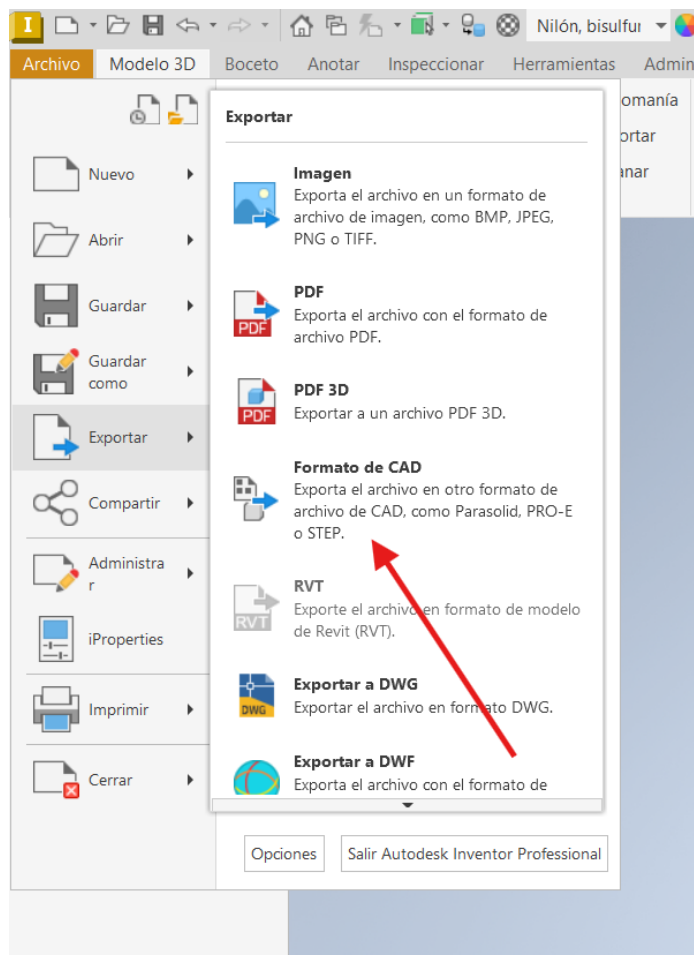 I
Nilón, bisulfur
Archivo Modelo 3D Boceto Anotar Inspeccionar Herramientas Admin
omanía
ortar
anar
Exportar
Nuevo
Abrir
Guardar
Guardar
como
Exportar
Compartir
Administra
r
iProperties
Imprimir
Cerrar
Imagen
Exporta el archivo en un formato de
archivo de imagen, como BMP, JPEG,
PNG o TIFF.
PDF
PDF
Exporta el archivo con el formato de
archivo PDF.
PDF
PDF 3D
Exportar a un archivo PDF 3D.
Formato de CAD
Exporta el archivo en otro formato de
archivo de CAD, como Parasolid, PRO-E
o STEP.
RVT
RVT
Exporte el archivo en formato de modelo
de Revit (RVT).
DWG
Exportar a DWG
Exportar el archivo en formato DWG.
Exportar a DWF
Exporta el archivo con el formato de
Opciones
Salir Autodesk Inventor Professional